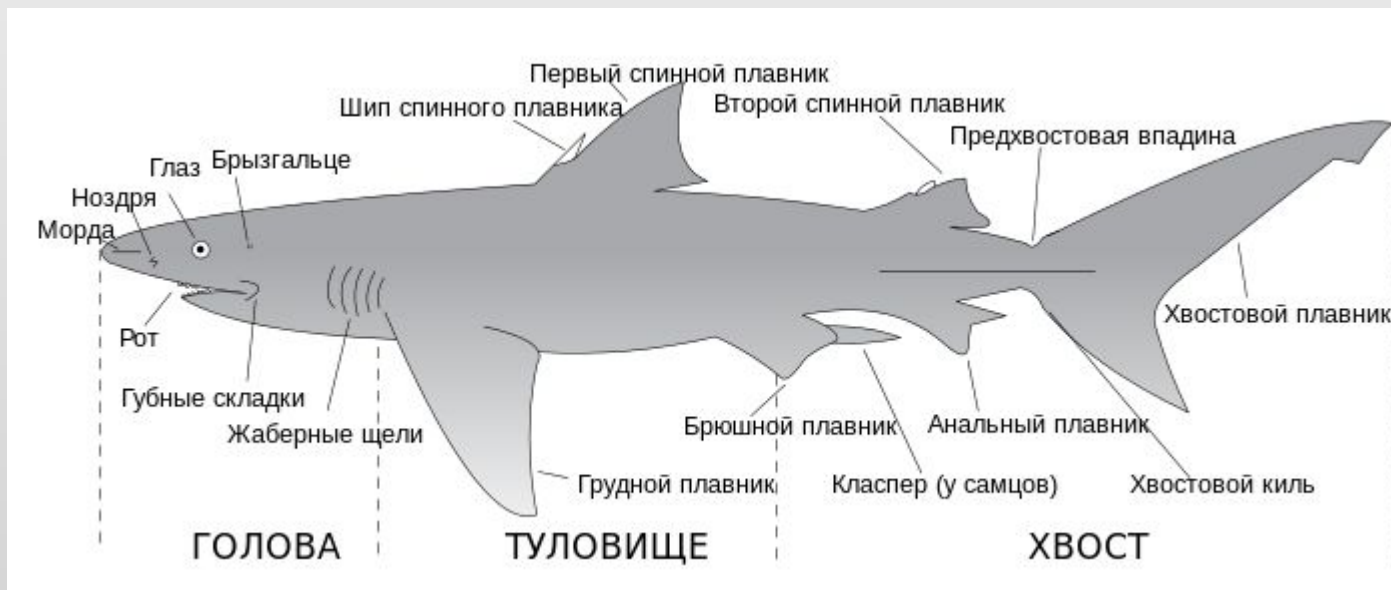 Первый спинной плавник
Шип спинного плавника
Второй спинной плавник
Предхвостовая впадина
Глаз
Брызгальце
Ноздря
Морда
Хвостовой плавник
Рот
Губные складки
Жаберные щели
Брюшной плавник
Анальный плавник
Грудной плавник
Класпер (у самцов)
Хвостовой киль
ГОЛОВА
ТУЛОВИЩЕ
ХВОСТ